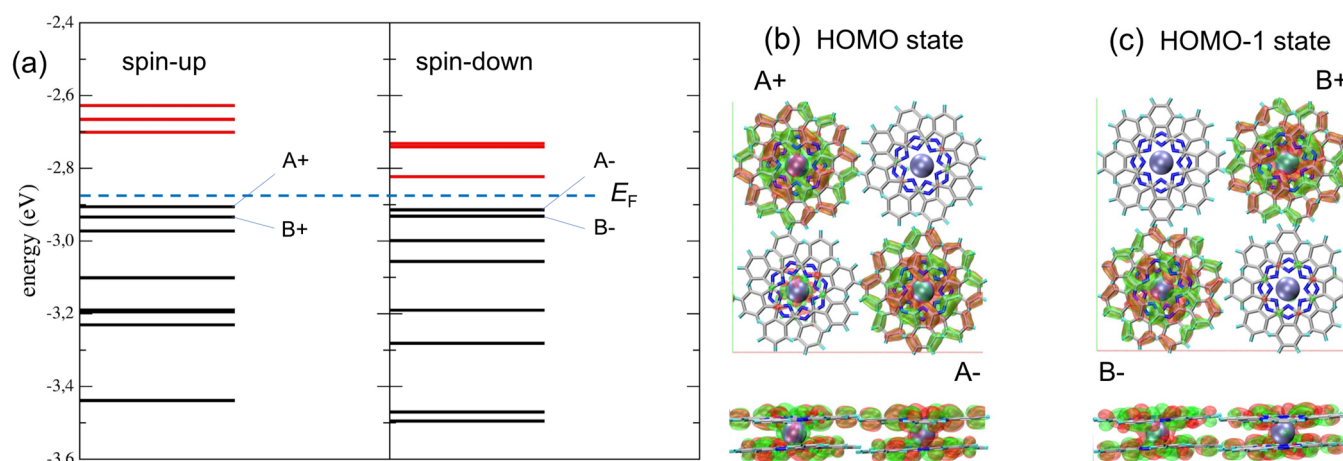 (a)
spin-up
spin-down
energy (eV)
-2,4
-2,6
-2,8
-3,0
-3,2
-3,4
-3,6
A+
B+
A-
B-
EF
(b) HOMO state
A+
A-
(c) HOMO-1 state
B+
B-